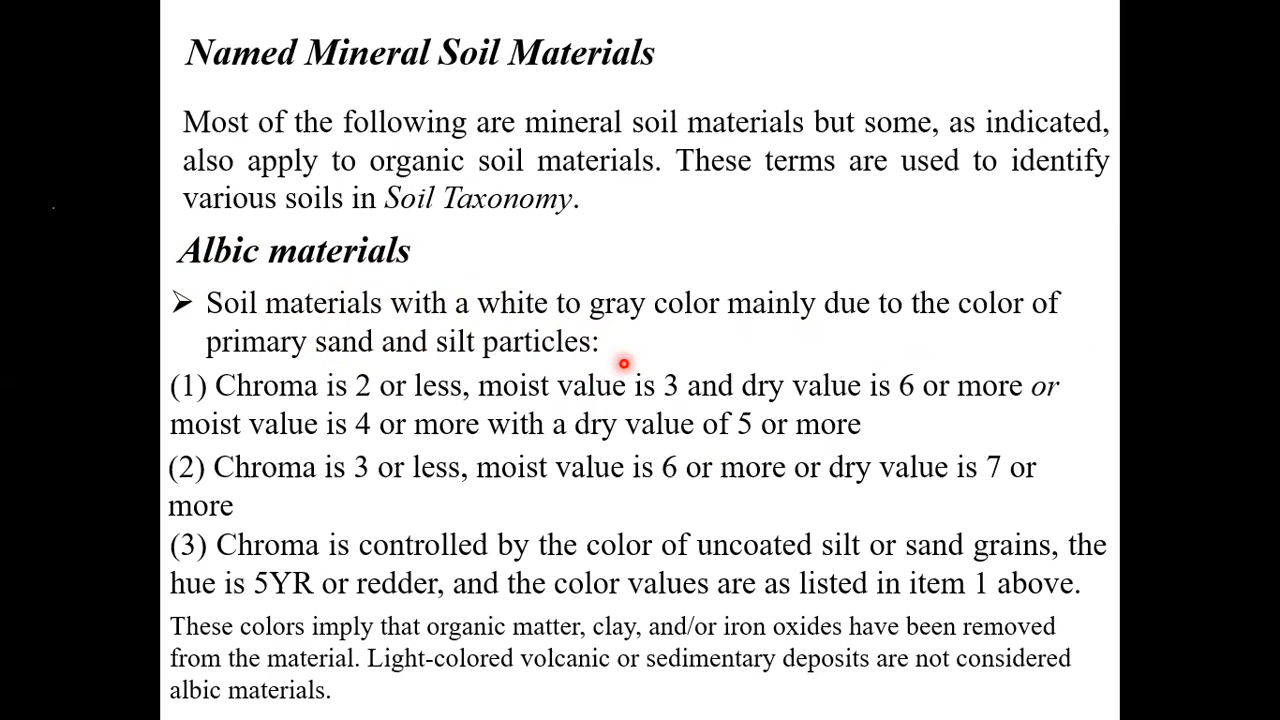 Named Mineral Soil Materials
Most of the following are mineral soil materials but some, as indicated,
also apply to organic soil materials. These terms are used to identify
various soils in Soil Taxonomy.
Albic materials
➢ Soil materials with a white to gray color mainly due to the color of
primary sand and silt particles:
(1) Chroma is 2 or less, moist value is 3 and dry value is 6 or more or
moist value is 4 or more with a dry value of 5 or more
(2) Chroma is 3 or less, moist value is 6 or more or dry value is 7 or
more
(3) Chroma is controlled by the color of uncoated silt or sand grains, the
hue is 5YR or redder, and the color values are as listed in item 1 above.
These colors imply that organic matter, clay, and/or iron oxides have been removed
from the material. Light-colored volcanic or sedimentary deposits are not considered
albic materials.